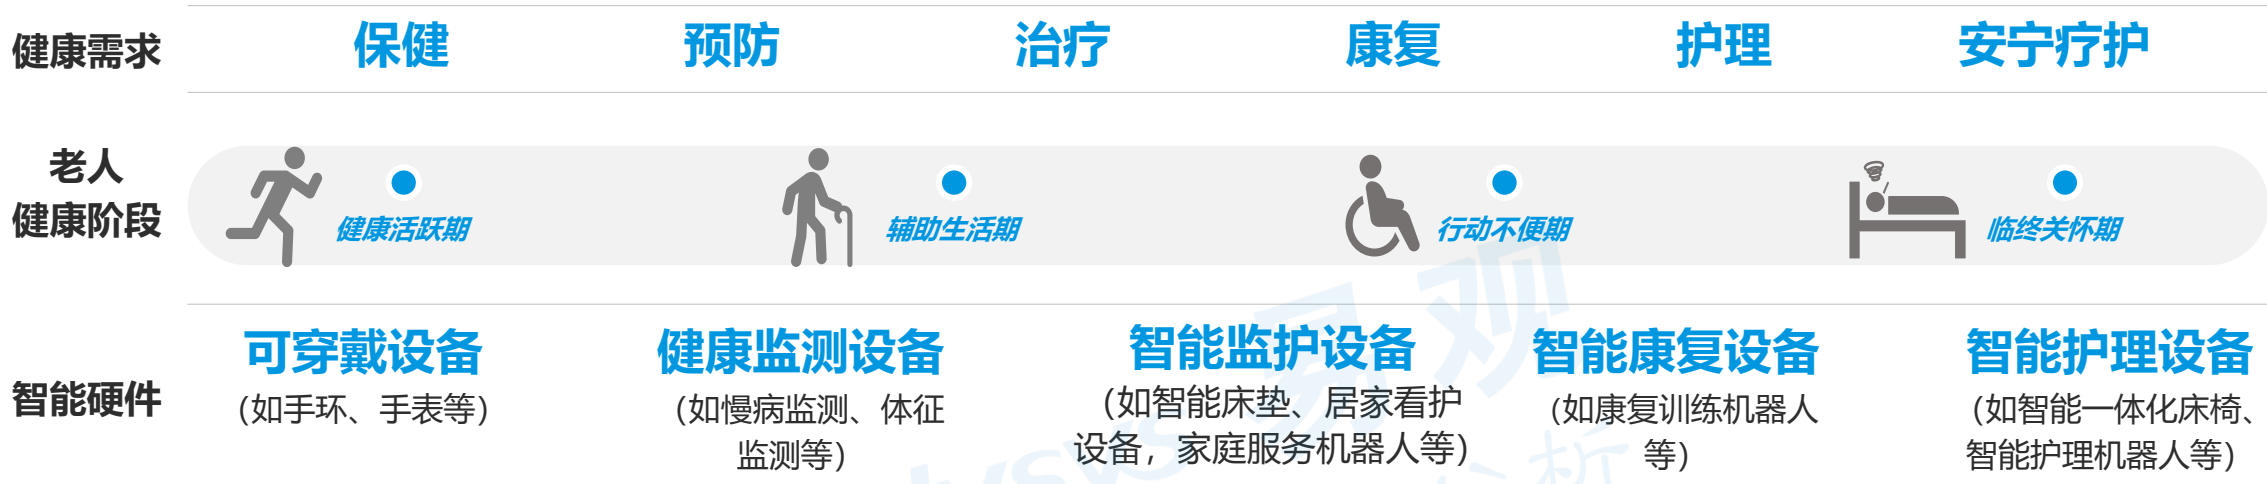 健康需求 保健 预防 治疗 康复 护理 安宁疗护
老人
健康阶段
健康活跃期 辅助生活期 行动不便期 临终关怀期
智能硬件
可穿戴设备
（如手环、手表等）
健康监测设备
（如慢病监测、体征
监测等）
智能监护设备
（如智能床垫、居家看护
设备，家庭服务机器人等）
智能康复设备
（如康复训练机器人
等）
智能护理设备
（如智能一体化床椅、
智能护理机器人等）
易观
分析